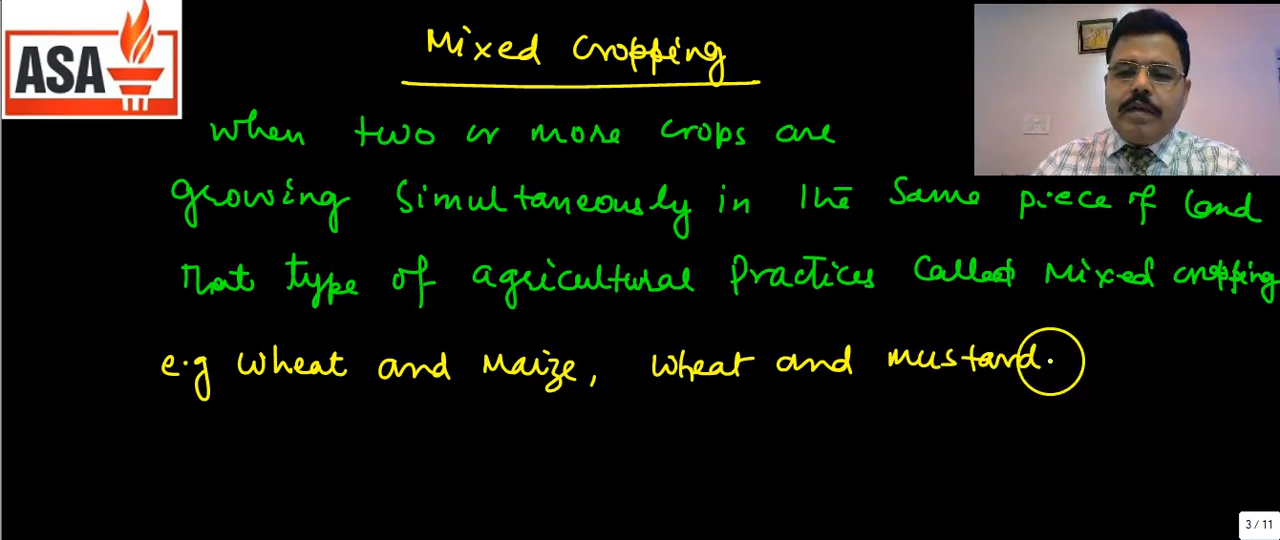 ASA
Mixed Cropping
When two or more crops are
growing simultaneously in the same piece of land
that type of agricultural Practices Called Mixed cropping
e.g Wheat and Maize, Wheat and mustard.
3 / 11